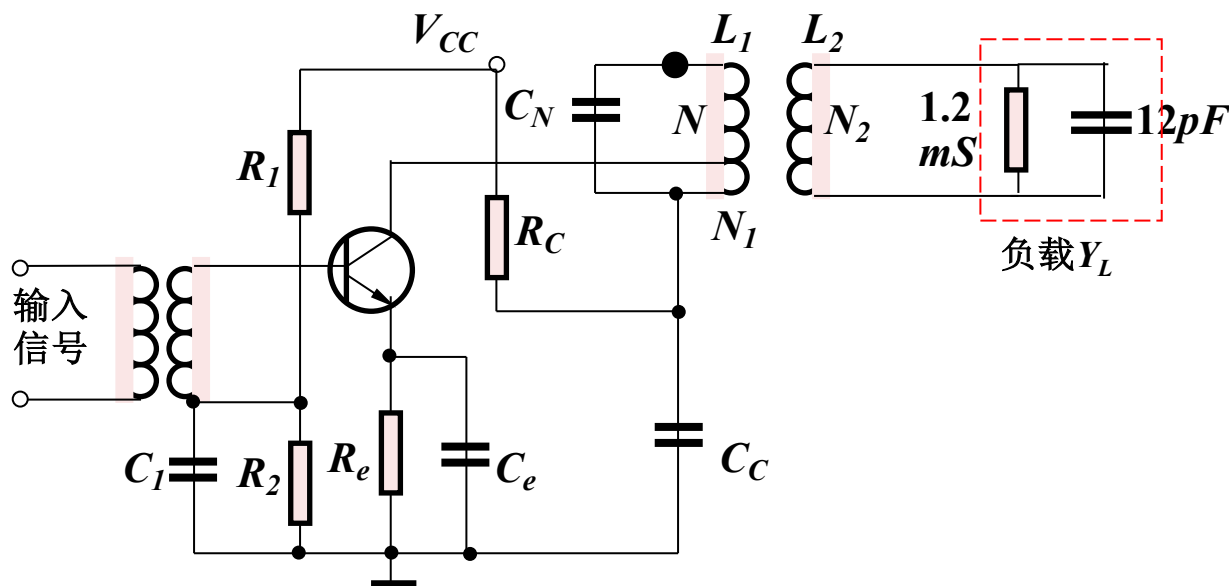 V_CC
L_1
L_2
C_N
N
N_2
1.2
mS
12pF
R_1
R_C
N_1
负载Y_L
输入
信号
C_1
R_2
R_e
C_e
C_C